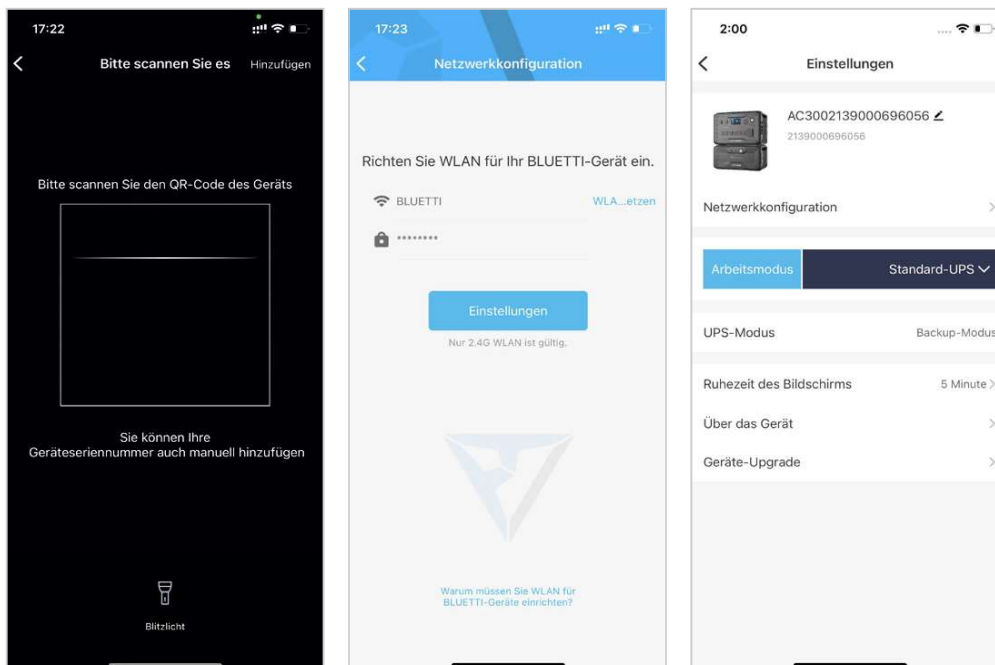 17:22
Bitte scannen Sie es
Hinzufügen
Bitte scannen Sie den QR-Code des Geräts
Sie können Ihre
Geräteseriennummer auch manuell hinzufügen
Blitzlicht
17:23
Netzwerkkonfiguration
Richten Sie WLAN für Ihr BLUETTI-Gerät ein.
BLUETTI
WLA...etzen
********
Einstellungen
Nur 2.4G WLAN ist gültig.
Warum müssen Sie WLAN für
BLUETTI-Geräte einrichten?
2:00
Einstellungen
AC3002139000696056
2139000696056
Netzwerkkonfiguration
Arbeitsmodus
Standard-UPS
UPS-Modus
Backup-Modus
Ruhezeit des Bildschirms
5 Minute
Über das Gerät
Geräte-Upgrade